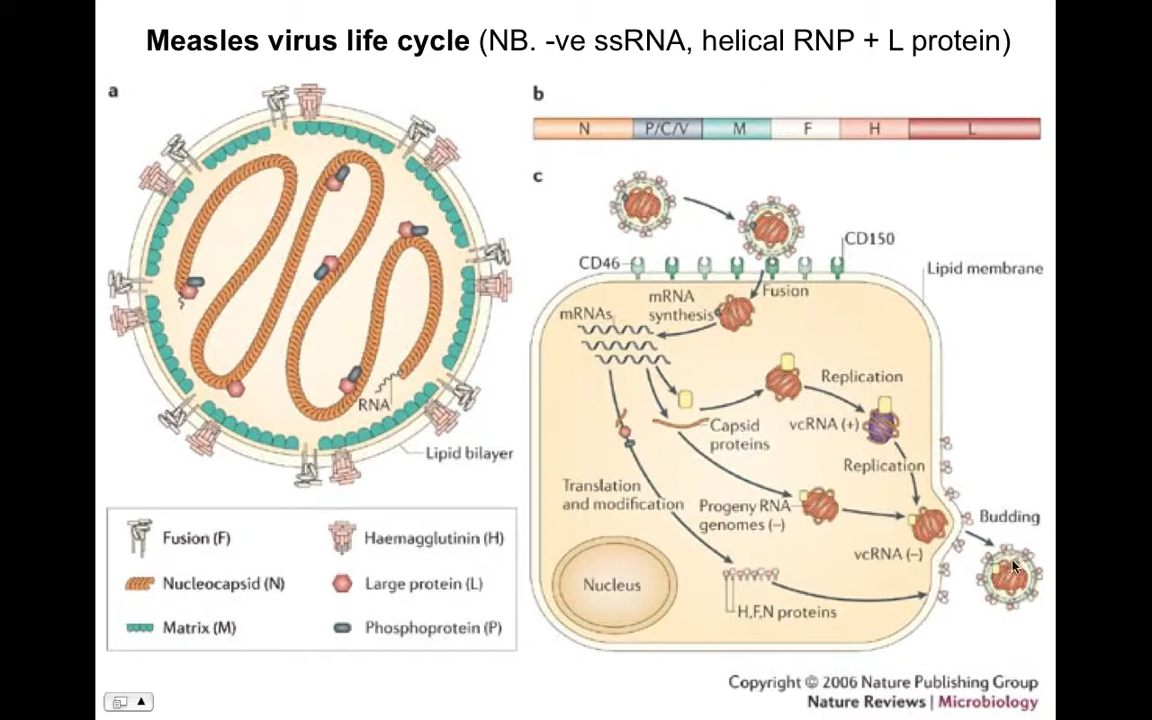 Measles virus life cycle (NB. -ve ssRNA, helical RNP + L protein)
a
RNA
Lipid bilayer
Fusion (F)
Haemagglutinin (H)
Nucleocapsid (N)
Large protein (L)
Matrix (M)
Phosphoprotein (P)
b
N P/C/V M F H L
c
CD150
CD46
Lipid membrane
Fusion
mRNA
synthesis
mRNAs
Replication
Capsid
proteins
vcRNA (+)
Replication
Translation
and modification
Progeny RNA
genomes (–)
Budding
vcRNA (–)
Nucleus
H,F,N proteins
Copyright © 2006 Nature Publishing Group
Nature Reviews | Microbiology